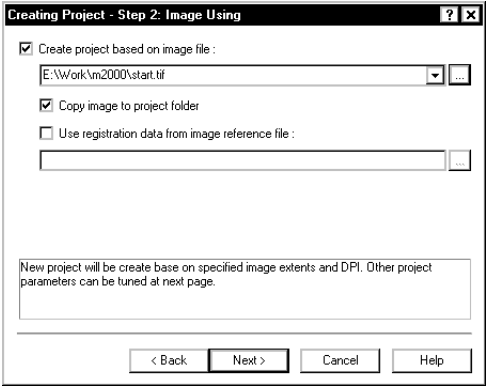 Creating Project - Step 2: Image Using
Create project based on image file :
E:\Work\m2000\start.tif
...
Copy image to project folder
Use registration data from image reference file :
...
New project will be create base on specified image extents and DPI. Other project
parameters can be tuned at next page.
< Back
Next >
Cancel
Help